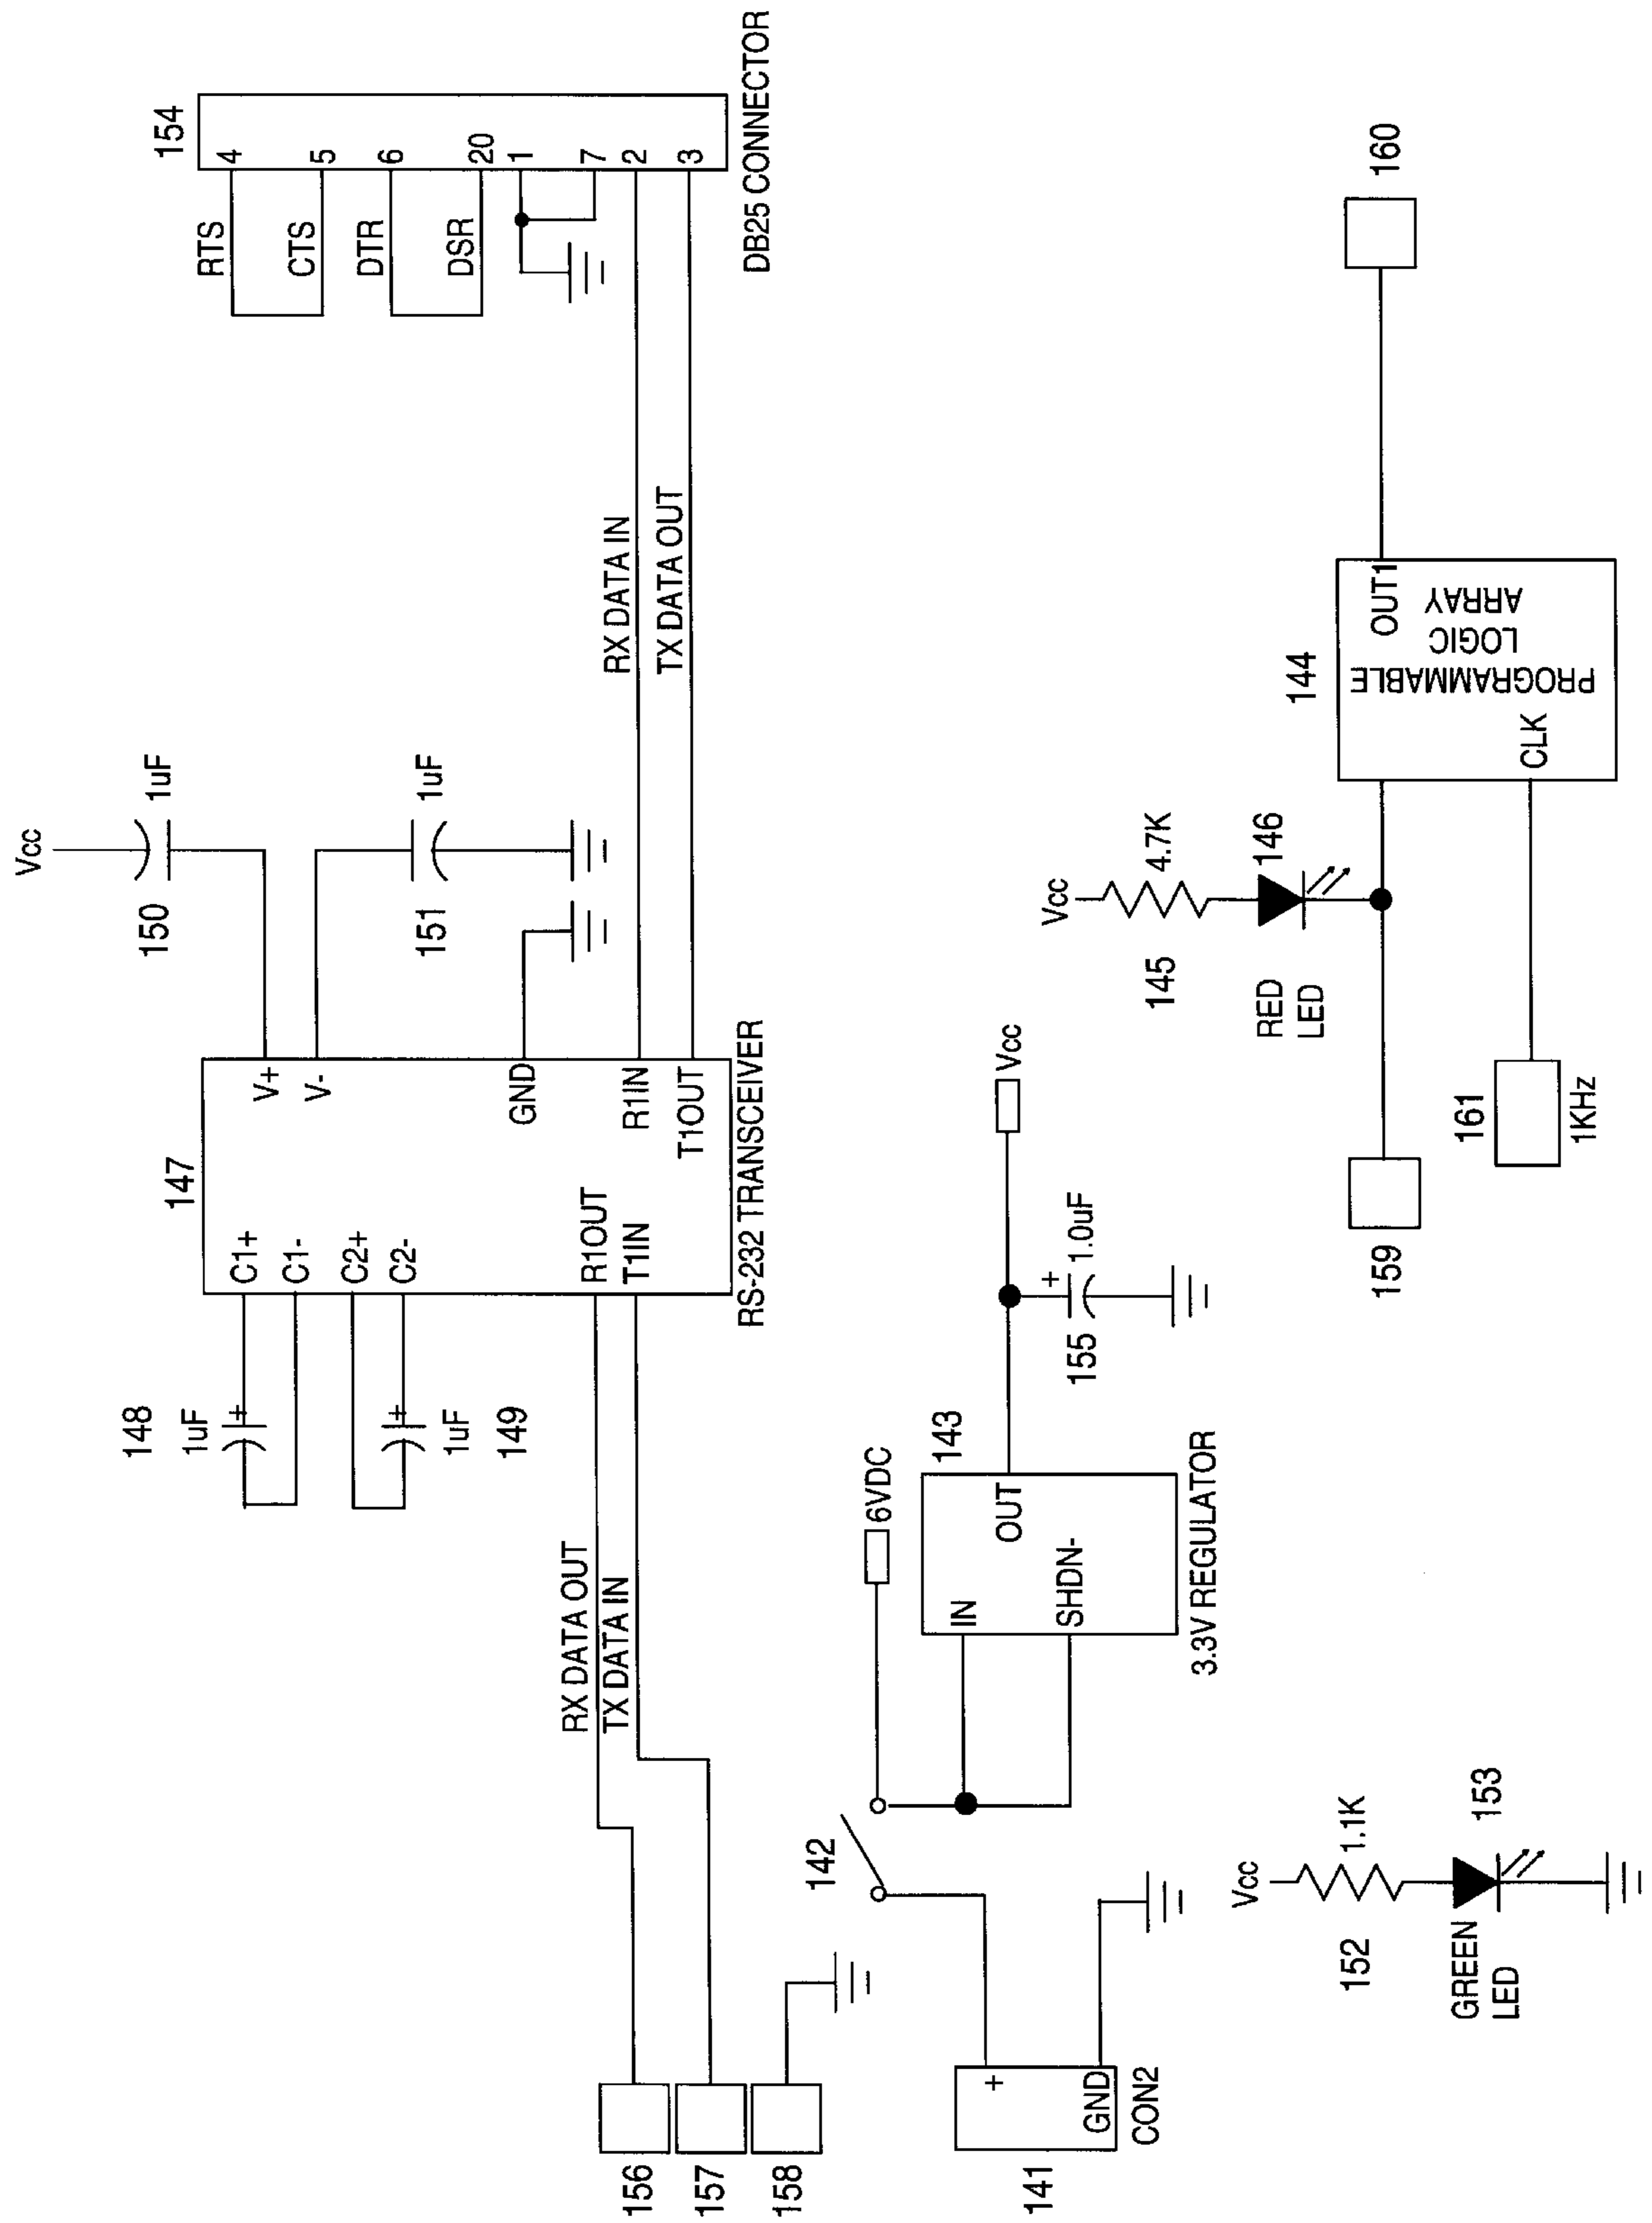 154
4
5
6
20
1
7
2
3
RTS
CTS
DTR
DSR
DB25 CONNECTOR
RX DATA IN
TX DATA OUT
Vcc
1uF
150
1uF
151
147
V+
V-
GND
R1IN
T1OUT
C1+
C1-
C2+
C2-
R1OUT
T1IN
RS-232 TRANSCEIVER
148
1uF
+
+
1uF
149
RX DATA OUT
TX DATA IN
156
157
158
142
6VDC
143
IN
OUT
SHDN-
3.3V REGULATOR
Vcc
155
+
1.0uF
141
+
GND
CON2
Vcc
152
1.1K
GREEN
LED
153
Vcc
145
4.7K
RED
LED
146
159
161
1KHz
144
OUT1
CLK
PROGRAMMABLE
LOGIC
ARRAY
160